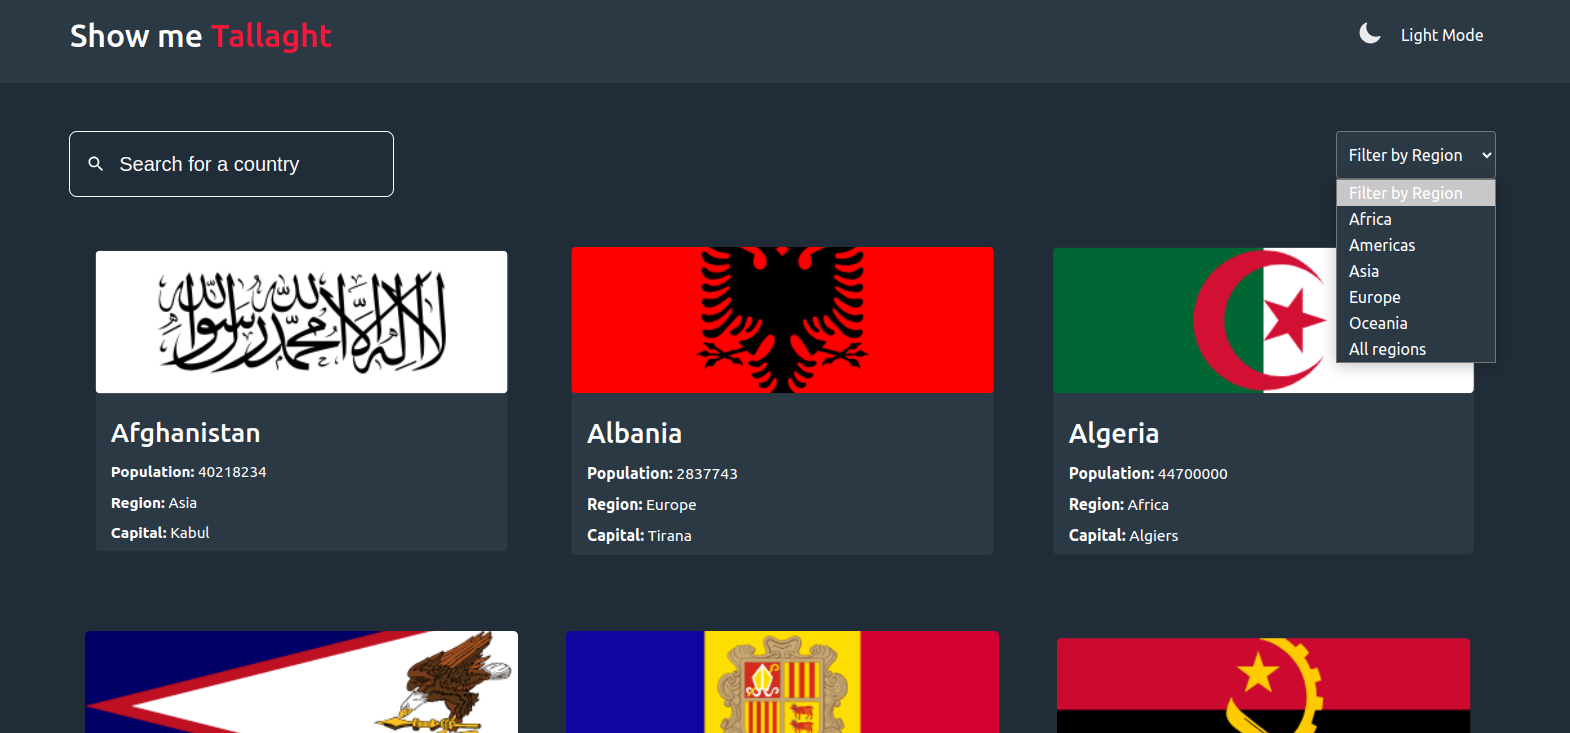 Show me Tallaght
Light Mode
Search for a country
Filter by Region
Filter by Region
Africa
Americas
Asia
Europe
Oceania
All regions
لا إله إلا الله محمد رسول الله
Afghanistan
Population: 40218234
Region: Asia
Capital: Kabul
Albania
Population: 2837743
Region: Europe
Capital: Tirana
Algeria
Population: 44700000
Region: Africa
Capital: Algiers